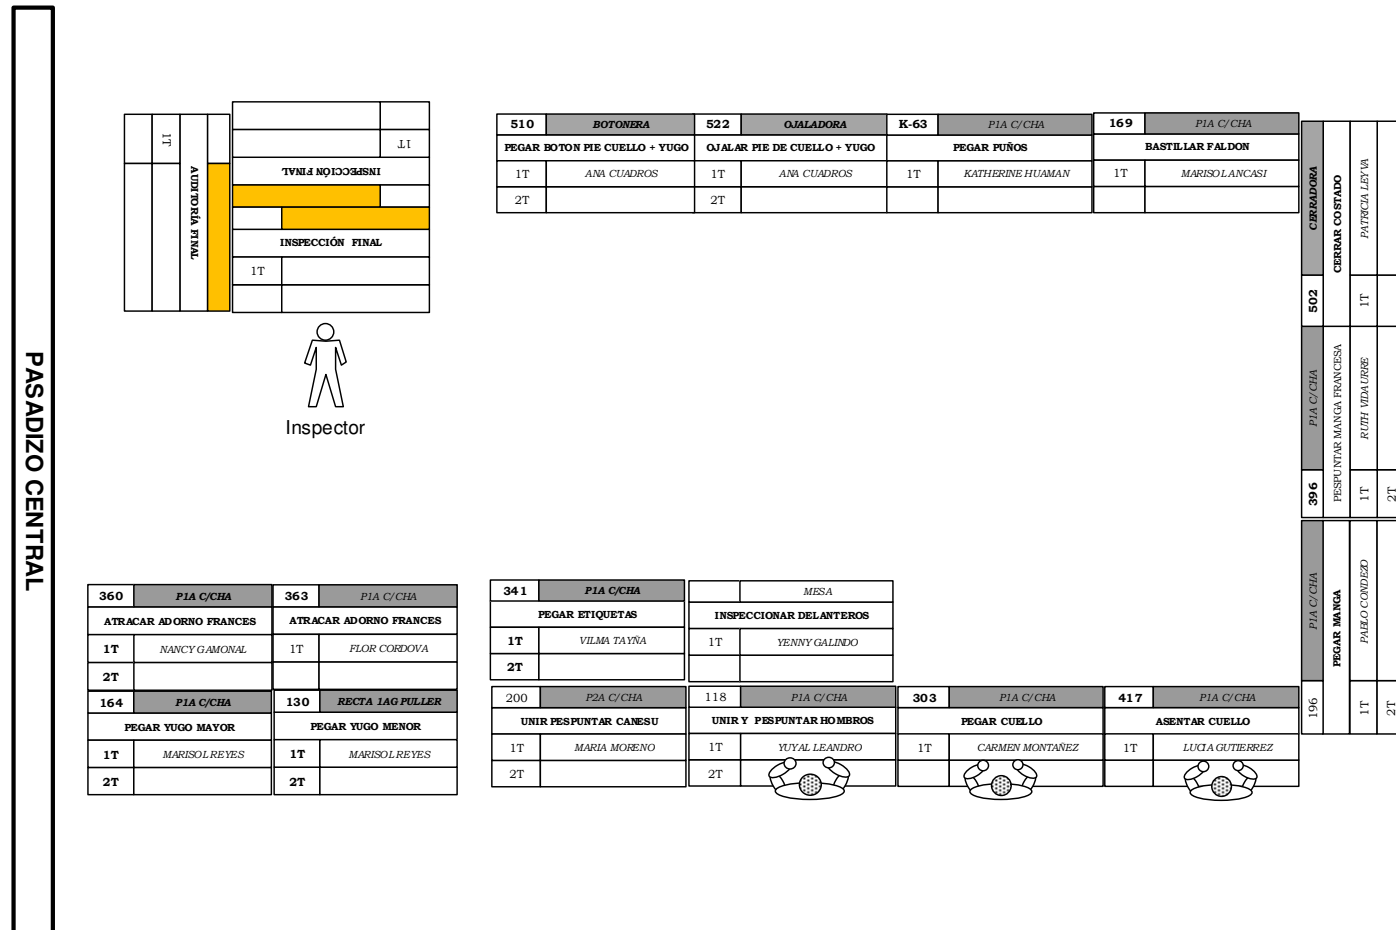 PASADIZO CENTRAL
1T
AUDITORÍA FINAL
1T
INSPECCIÓN FINAL
INSPECCIÓN FINAL
1T
Inspector
510 BOTONERA 522 OJALADORA K-63 P1A C/CHA 169 P1A C/CHA
PEGAR BOTON PIE CUELLO + YUGO OJALAR PIE DE CUELLO + YUGO PEGAR PUÑOS BASTILLAR FALDON
1T ANA CUADROS 1T ANA CUADROS 1T KATHERINE HUAMAN 1T MARISOL ANCASI
2T 2T
502 CERRADORA
CERRAR COSTADO
1T PATRICIA LEYVA
396 P1A C/CHA
PESPUNTAR MANGA FRANCESA
1T RUTH VIDAURRE
2T
196 P1A C/CHA
PEGAR MANGA
1T PABLO CONDEZO
2T
360 P1A C/CHA 363 P1A C/CHA
ATRACAR ADORNO FRANCES ATRACAR ADORNO FRANCES
1T NANCY GAMONAL 1T FLOR CORDOVA
2T
164 P1A C/CHA 130 RECTA 1AG PULLER
PEGAR YUGO MAYOR PEGAR YUGO MENOR
1T MARISOL REYES 1T MARISOL REYES
2T 2T
341 P1A C/CHA MESA
PEGAR ETIQUETAS INSPECCIONAR DELANTEROS
1T VILMA TAYÑA 1T YENNY GALINDO
2T
200 P2A C/CHA 118 P1A C/CHA 303 P1A C/CHA 417 P1A C/CHA
UNIR PESPUNTAR CANESU UNIR Y PESPUNTAR HOMBROS PEGAR CUELLO ASENTAR CUELLO
1T MARIA MORENO 1T YUYAL LEANDRO 1T CARMEN MONTAÑEZ 1T LUCIA GUTIERREZ
2T 2T